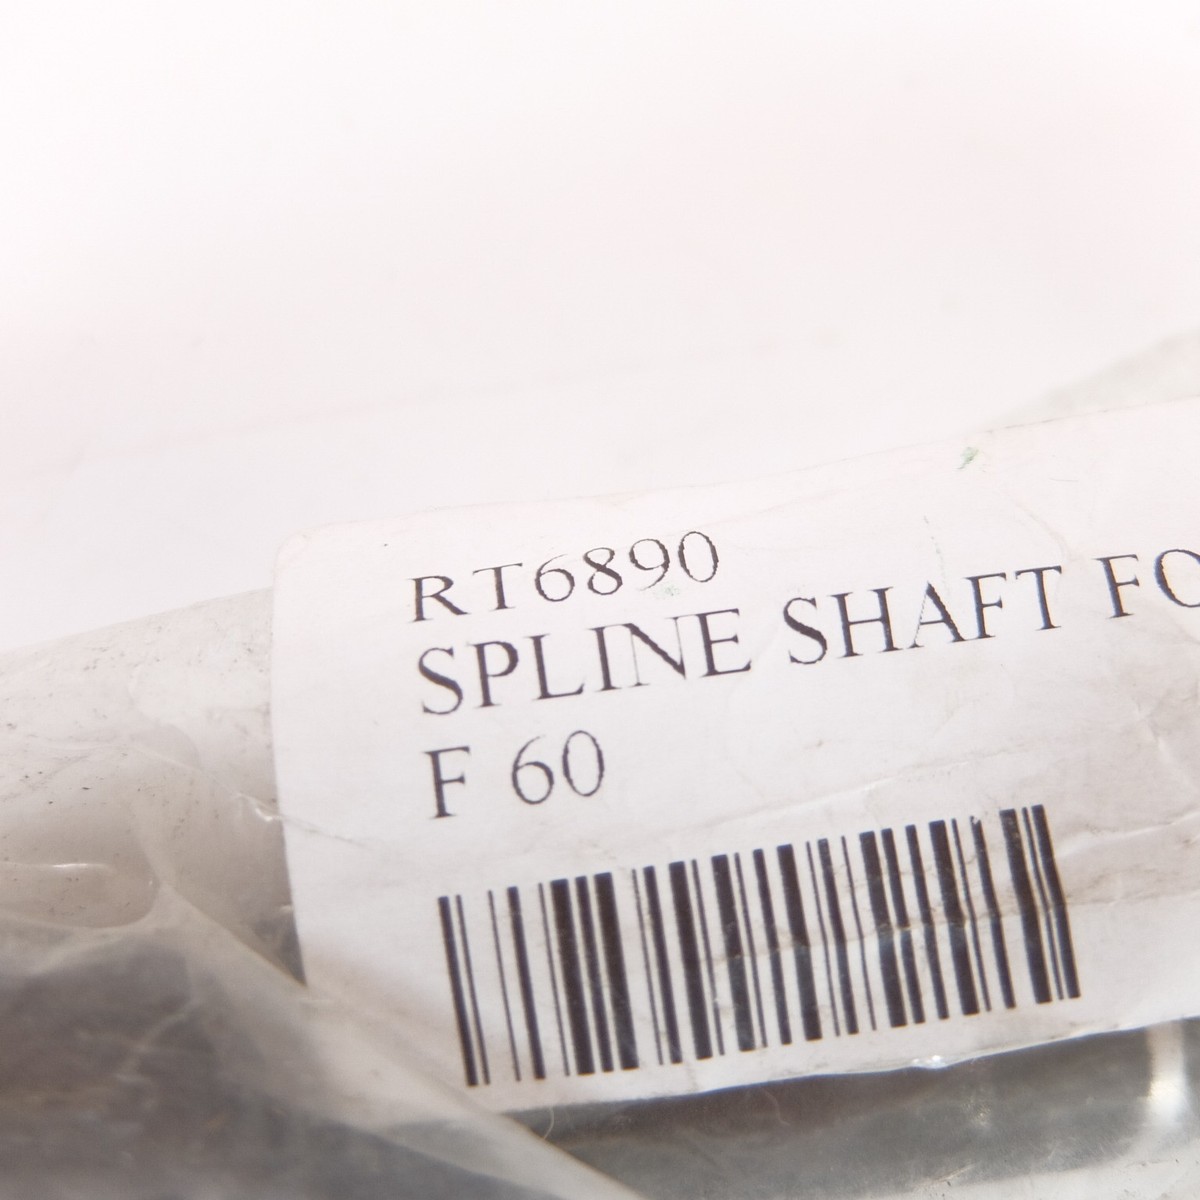 RT6890
SPLINE SHAFT FO
F 60